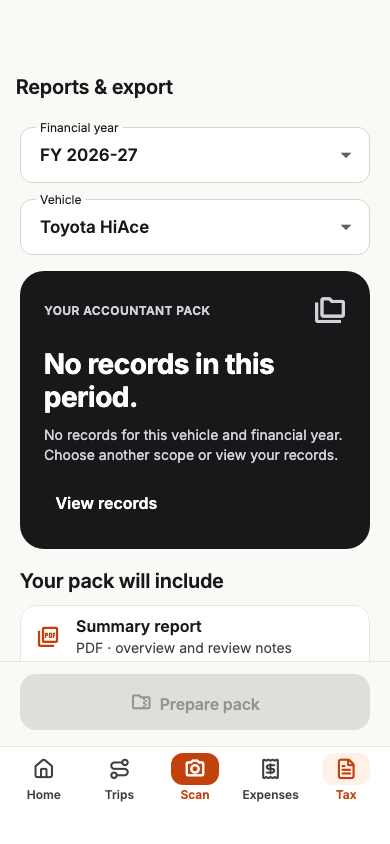 Reports & export
Financial year
FY 2026-27
Vehicle
Toyota HiAce
YOUR ACCOUNTANT PACK
No records in this
period.
No records for this vehicle and financial year.
Choose another scope or view your records.
View records
Your pack will include
PDF
Summary report
PDF · overview and review notes
Prepare pack
Home
Trips
Scan
Expenses
Tax